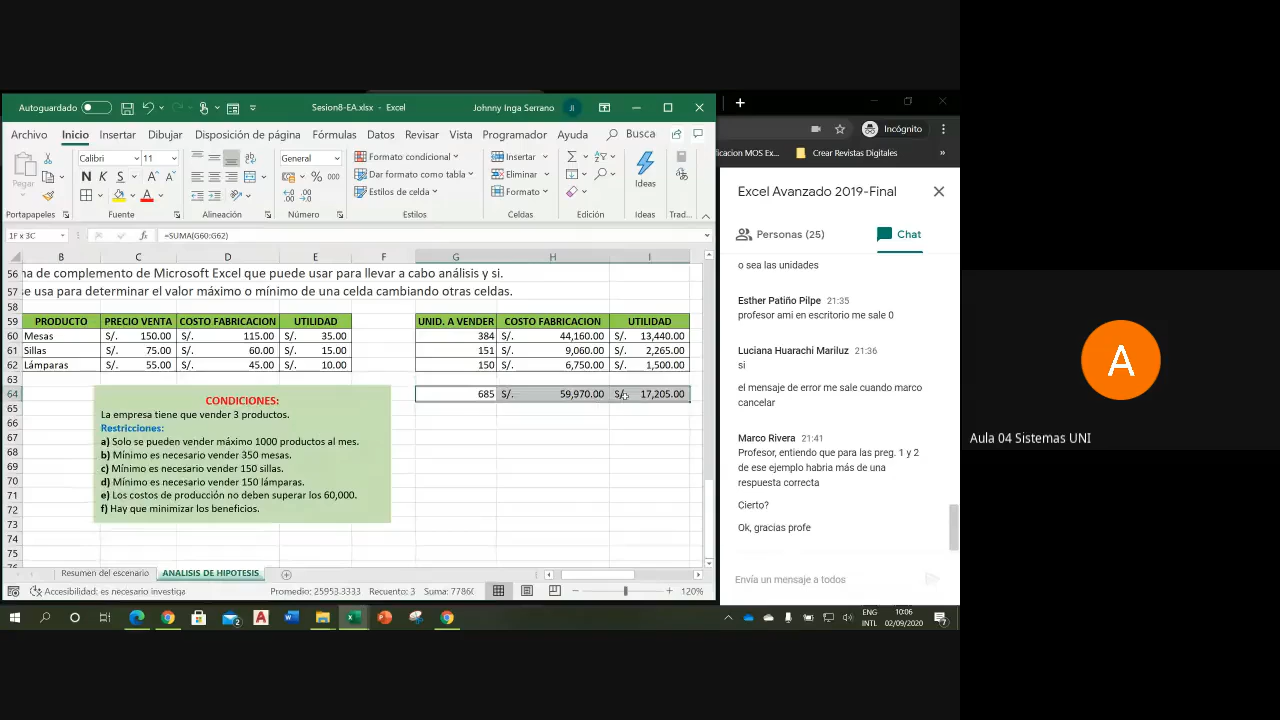 Autoguardado
Sesion8-EA.xlsx - Excel
Johnny Inga Serrano
JI
Archivo Inicio Insertar Dibujar Disposición de página Fórmulas Datos Revisar Vista Programador Ayuda Busca
Pegar
Calibri 11
N K S
General
Formato condicional
Dar formato como tabla
Estilos de celda
Insertar
Eliminar
Formato
Ideas
Portapapeles Fuente Alineación Número Estilos Celdas Edición Ideas Trad...
1F x 3C
fx =SUMA(G60:G62)
B C D E F G H I
56 na de complemento de Microsoft Excel que puede usar para llevar a cabo análisis y si.
57 se usa para determinar el valor máximo o mínimo de una celda cambiando otras celdas.
58
59 PRODUCTO PRECIO VENTA COSTO FABRICACION UTILIDAD UNID. A VENDER COSTO FABRICACION UTILIDAD
60 Mesas S/. 150.00 S/. 115.00 S/. 35.00 384 S/. 44,160.00 S/. 13,440.00
61 Sillas S/. 75.00 S/. 60.00 S/. 15.00 151 S/. 9,060.00 S/. 2,265.00
62 Lámparas S/. 55.00 S/. 45.00 S/. 10.00 150 S/. 6,750.00 S/. 1,500.00
63
64 685 S/. 59,970.00 S/. 17,205.00
65
66
67
68
69
70
71
72
73
74
75
76
CONDICIONES:
La empresa tiene que vender 3 productos.
Restricciones:
a) Solo se pueden vender máximo 1000 productos al mes.
b) Mínimo es necesario vender 350 mesas.
c) Mínimo es necesario vender 150 sillas.
d) Mínimo es necesario vender 150 lámparas.
e) Los costos de producción no deben superar los 60,000.
f) Hay que minimizar los beneficios.
Resumen del escenario ANALISIS DE HIPOTESIS
Accesibilidad: es necesario investiga
Promedio: 25953.3333 Recuento: 3 Suma: 7786
120%
Incógnito
ficacion MOS Ex...
Crear Revistas Digitales
»
Excel Avanzado 2019-Final
Personas (25)
Chat
o sea las unidades
Esther Patiño Pilpe 21:35
profesor ami en escritorio me sale 0
Luciana Huarachi Mariluz 21:36
si
el mensaje de error me sale cuando marco
cancelar
Marco Rivera 21:41
Profesor, entiendo que para las preg. 1 y 2
de ese ejemplo habria más de una
respuesta correcta
Cierto?
Ok, gracias profe
Envía un mensaje a todos
ENG
INTL
10:06
02/09/2020
A
Aula 04 Sistemas UNI